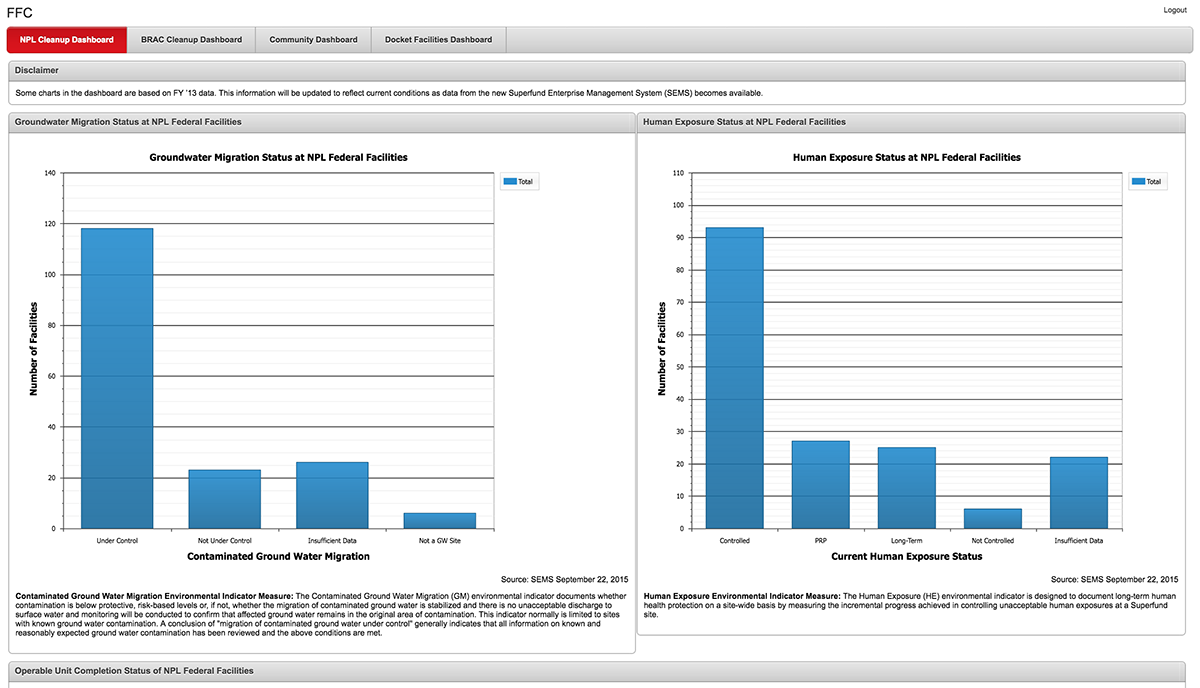 FFC
Logout
NPL Cleanup Dashboard
BRAC Cleanup Dashboard
Community Dashboard
Docket Facilities Dashboard
Disclaimer
Some charts in the dashboard are based on FY '13 data. This information will be updated to reflect current conditions as data from the new Superfund Enterprise Management System (SEMS) becomes available.
Groundwater Migration Status at NPL Federal Facilities
Groundwater Migration Status at NPL Federal Facilities
Total
Number of Facilities
140
120
100
80
60
40
20
0
Under Control
Not Under Control
Insufficient Data
Not a GW Site
Contaminated Ground Water Migration
Source: SEMS September 22, 2015
Contaminated Ground Water Migration Environmental Indicator Measure: The Contaminated Ground Water Migration (GM) environmental indicator documents whether
contamination is below protective, risk-based levels or, if not, whether the migration of contaminated ground water is stabilized and there is no unacceptable discharge to
surface water and monitoring will be conducted to confirm that affected ground water remains in the original area of contamination. This indicator normally is limited to sites
with known ground water contamination. A conclusion of "migration of contaminated ground water under control" generally indicates that all information on known and
reasonably expected ground water contamination has been reviewed and the above conditions are met.
Human Exposure Status at NPL Federal Facilities
Human Exposure Status at NPL Federal Facilities
Total
Number of Facilities
110
100
90
80
70
60
50
40
30
20
10
0
Controlled
PRP
Long-Term
Not Controlled
Insufficient Data
Current Human Exposure Status
Source: SEMS September 22, 2015
Human Exposure Environmental Indicator Measure: The Human Exposure (HE) environmental indicator is designed to document long-term human
health protection on a site-wide basis by measuring the incremental progress achieved in controlling unacceptable human exposures at a Superfund
site.
Operable Unit Completion Status of NPL Federal Facilities